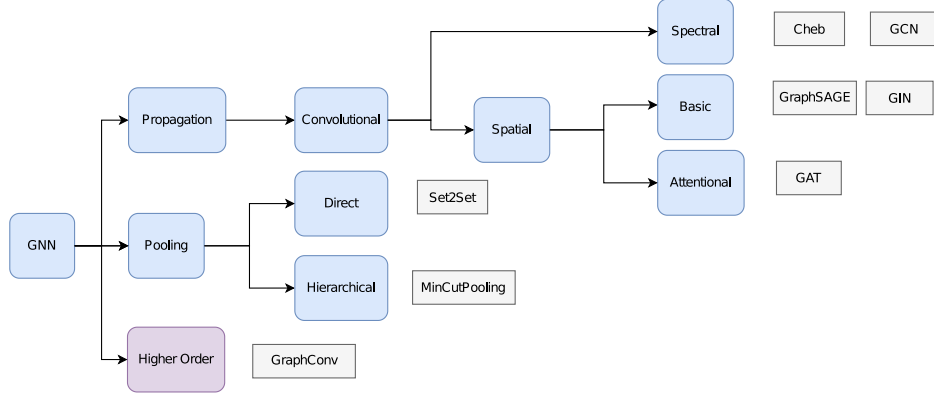 Spectral
Cheb
GCN
Propagation
Convolutional
Basic
GraphSAGE
GIN
Spatial
Attentional
GAT
Direct
Set2Set
GNN
Pooling
Hierarchical
MinCutPooling
Higher Order
GraphConv